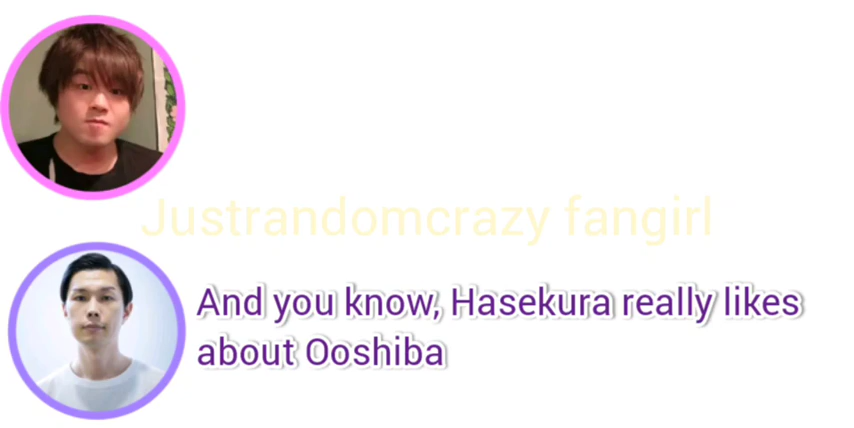 Justrandomcrazy fangirl
And you know, Hasekura really likes
about Ooshiba